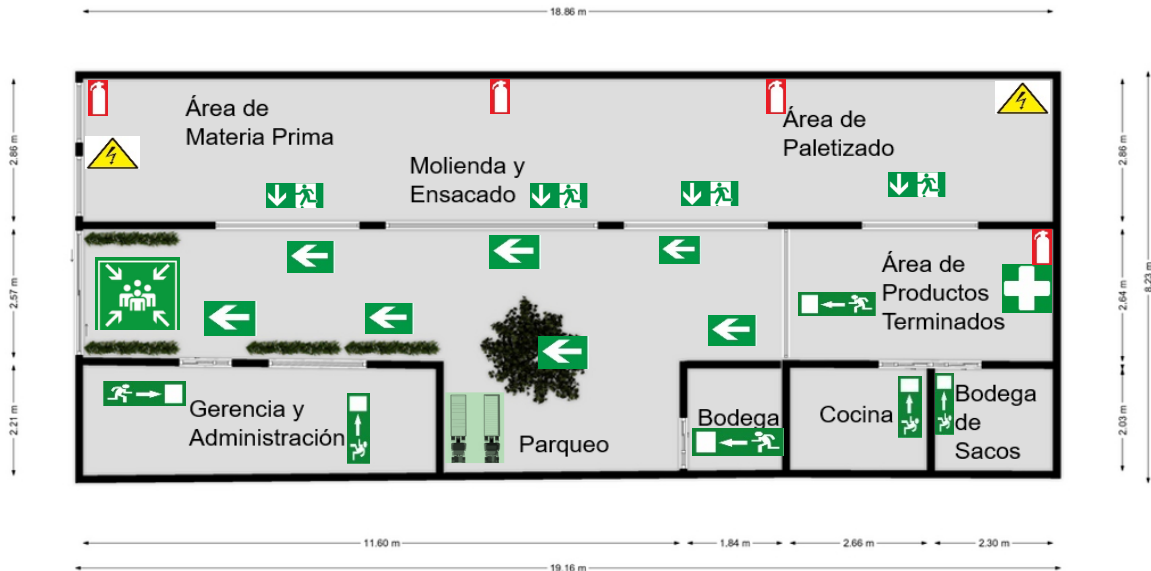 18.86 m
Área de
Materia Prima
Molienda y
Ensacado
Área de
Paletizado
2.86 m
2.86 m
2.57 m
8.23 m
Área de
Productos
Terminados
2.64 m
2.21 m
Gerencia y
Administración
Parqueo
Bodega
Cocina
Bodega
de
Sacos
2.03 m
11.60 m
1.84 m
2.66 m
2.30 m
19.16 m